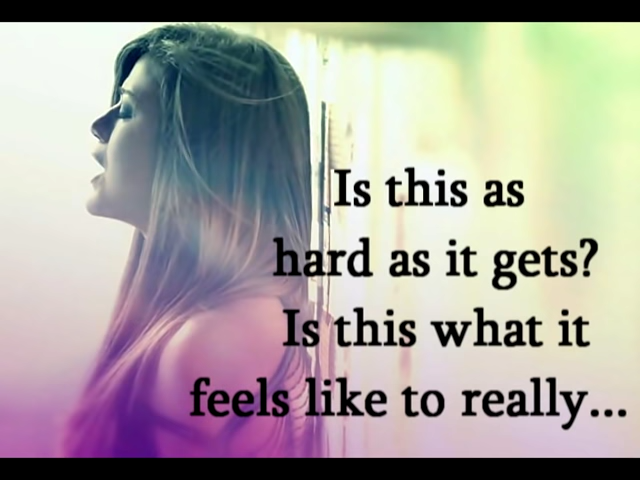 Is this as
hard as it gets?
Is this what it
feels like to really...